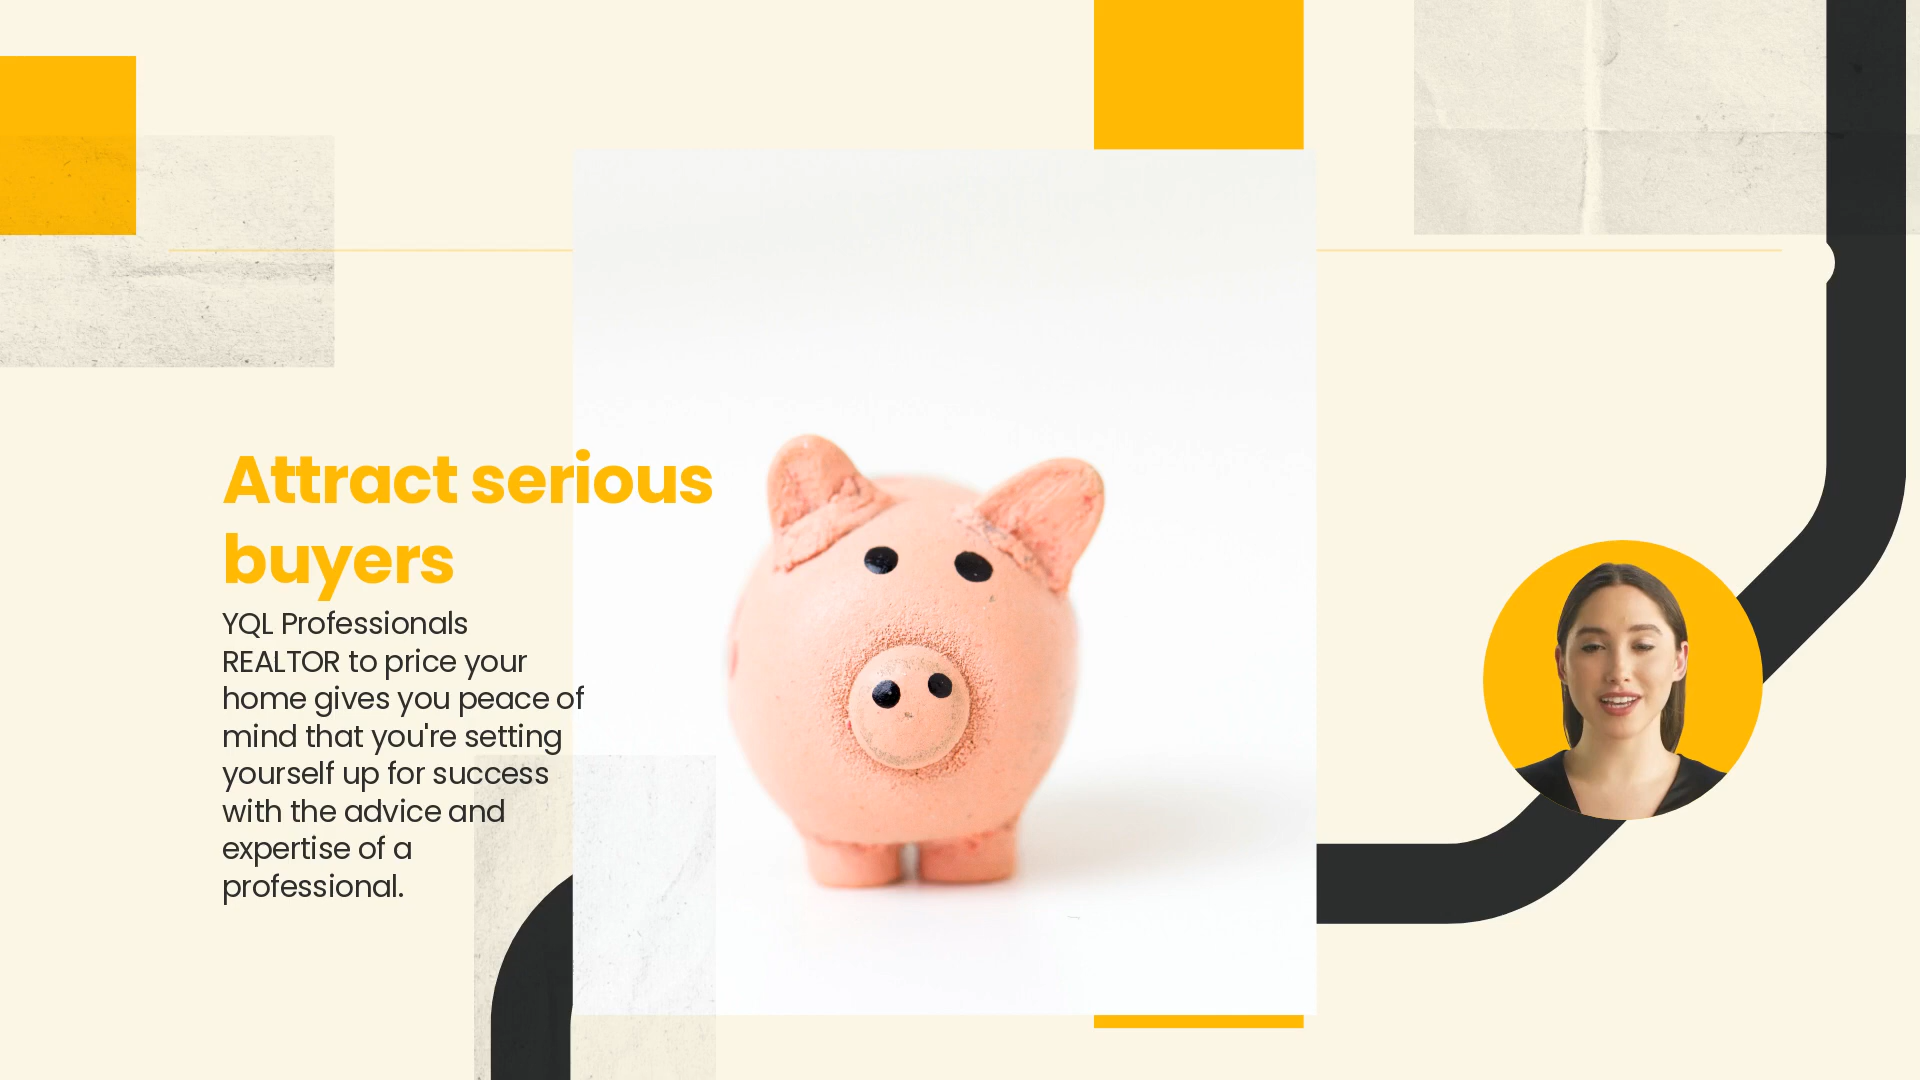 Attract serious
buyers
YQL Professionals
REALTOR to price your
home gives you peace of
mind that you're setting
yourself up for success
with the advice and
expertise of a
professional.